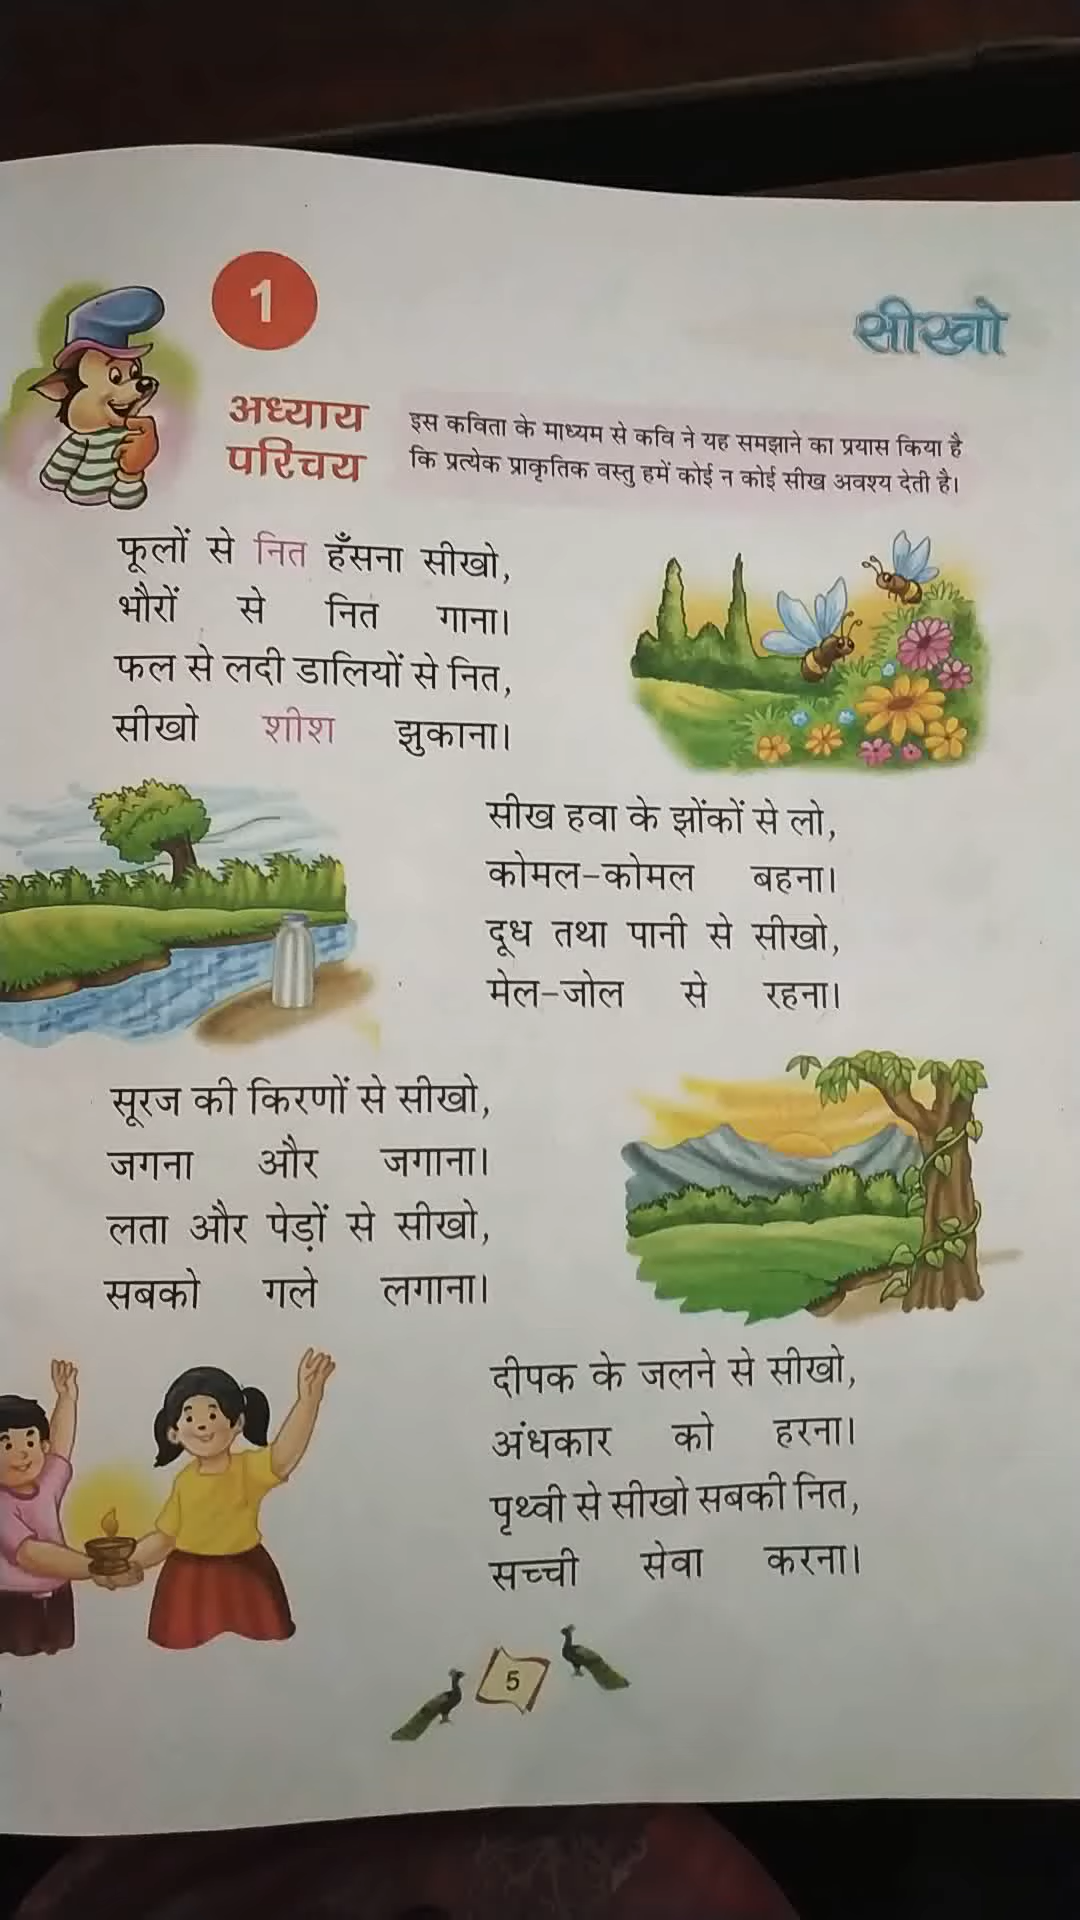 1
सीखो
अध्याय
परिचय
इस कविता के माध्यम से कवि ने यह समझाने का प्रयास किया है
कि प्रत्येक प्राकृतिक वस्तु हमें कोई न कोई सीख अवश्य देती है।
फूलों से नित हँसना सीखो,
भौरों से नित गाना।
फल से लदी डालियों से नित,
सीखो शीश झुकाना।
सीख हवा के झोंकों से लो,
कोमल-कोमल बहना।
दूध तथा पानी से सीखो,
मेल-जोल से रहना।
सूरज की किरणों से सीखो,
जगना और जगाना।
लता और पेड़ों से सीखो,
सबको गले लगाना।
दीपक के जलने से सीखो,
अंधकार को हरना।
पृथ्वी से सीखो सबकी नित,
सच्ची सेवा करना।
5